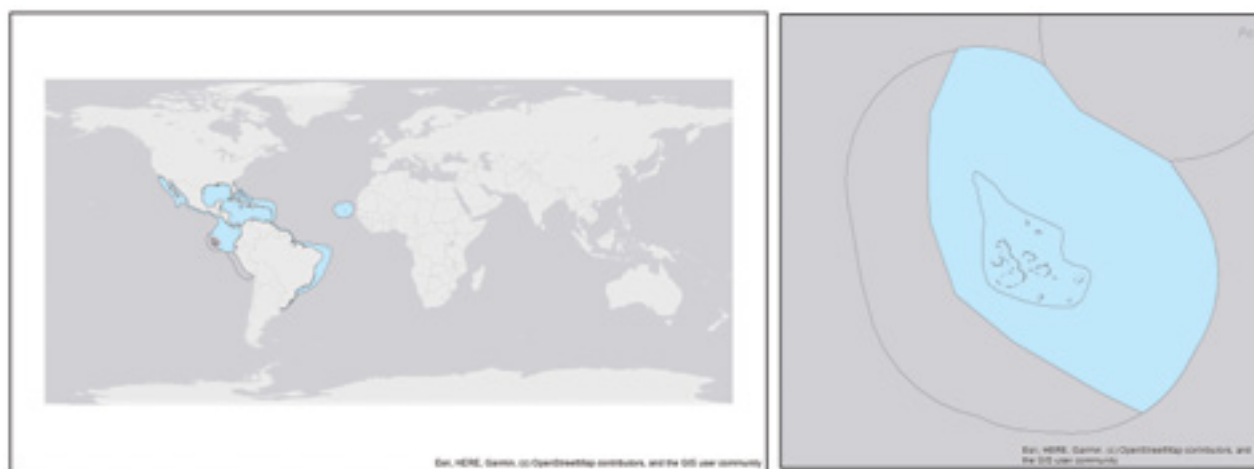 Esri, HERE, Garmin, (c) OpenStreetMap contributors, and the GIS user community
Esri, HERE, Garmin, (c) OpenStreetMap contributors, and
the GIS user community